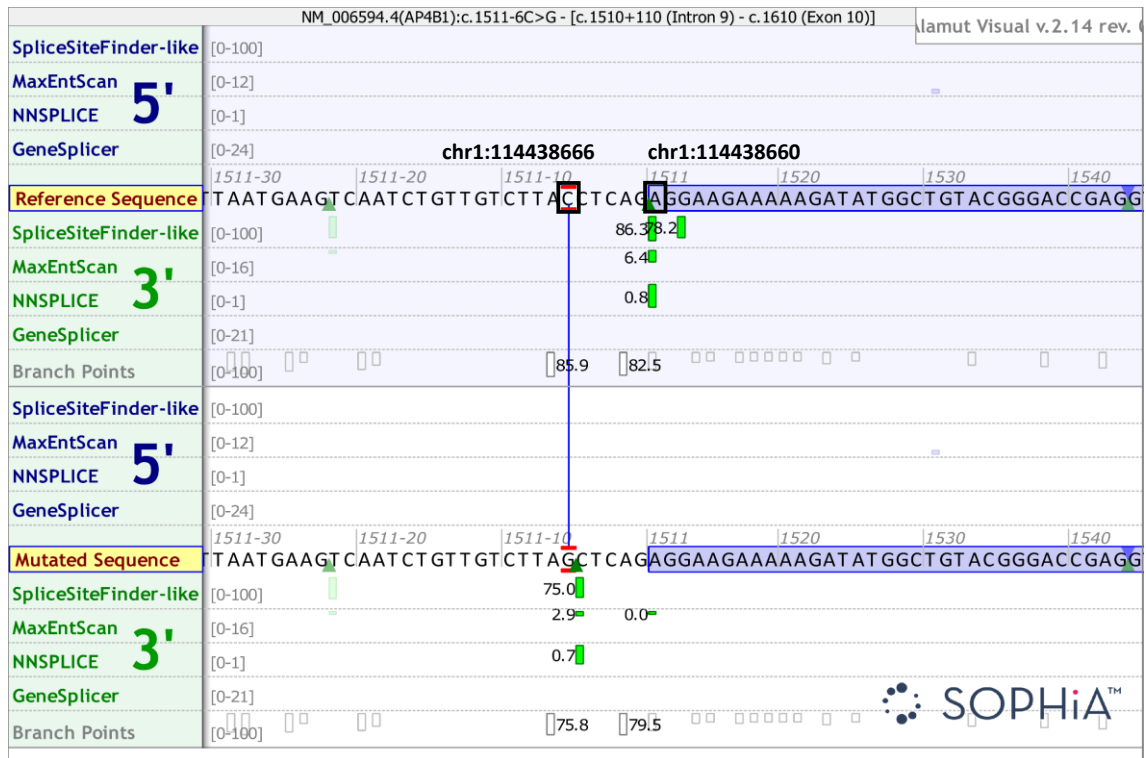 NM_006594.4(AP4B1):c.1511-6C>G - [c.1510+110 (Intron 9) - c.1610 (Exon 10)]
Alamut Visual v.2.14 rev.
SpliceSiteFinder-like [0-100]
MaxEntScan [0-12]
5'
NNSPLICE [0-1]
GeneSplicer [0-24]
chr1:114438666 chr1:114438660
1511-30 1511-20 1511-10 1511 1520 1530 1540
Reference Sequence TTAATGAAGTCAATCTGTTGTCTTACCTCAGAGGAAGAAAAAGATATGGCTGTACGGGACCGAGG
SpliceSiteFinder-like [0-100] 86.3 78.2
MaxEntScan [0-16] 6.4
3'
NNSPLICE [0-1] 0.8
GeneSplicer [0-21]
Branch Points [0-100] 85.9 82.5
SpliceSiteFinder-like [0-100]
MaxEntScan [0-12]
5'
NNSPLICE [0-1]
GeneSplicer [0-24]
1511-30 1511-20 1511-10 1511 1520 1530 1540
Mutated Sequence TTAATGAAGTCAATCTGTTGTCTTAGCTCAGAGGAAGAAAAAGATATGGCTGTACGGGACCGAGG
SpliceSiteFinder-like [0-100] 75.0
MaxEntScan [0-16] 2.9 0.0
3'
NNSPLICE [0-1] 0.7
GeneSplicer [0-21]
SOPHiA™
Branch Points [0-100] 75.8 79.5